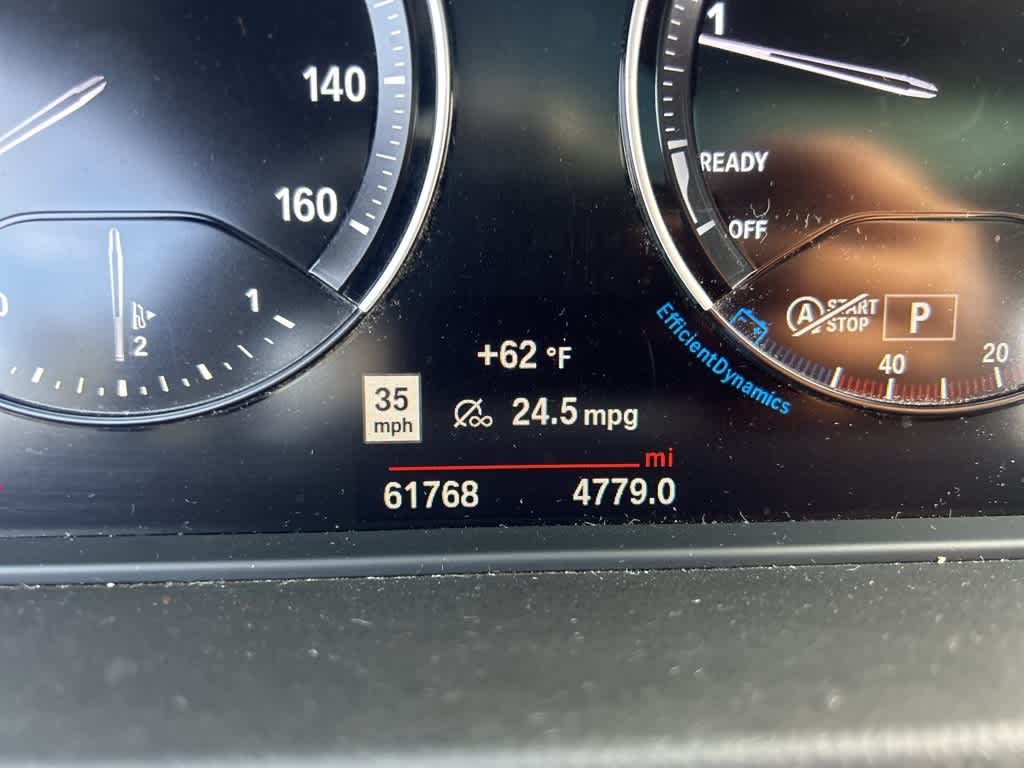 140
160
0
1
2
1
READY
OFF
A START STOP
P
40
20
EfficientDynamics
+62 °F
35
mph
24.5 mpg
mi
61768 4779.0